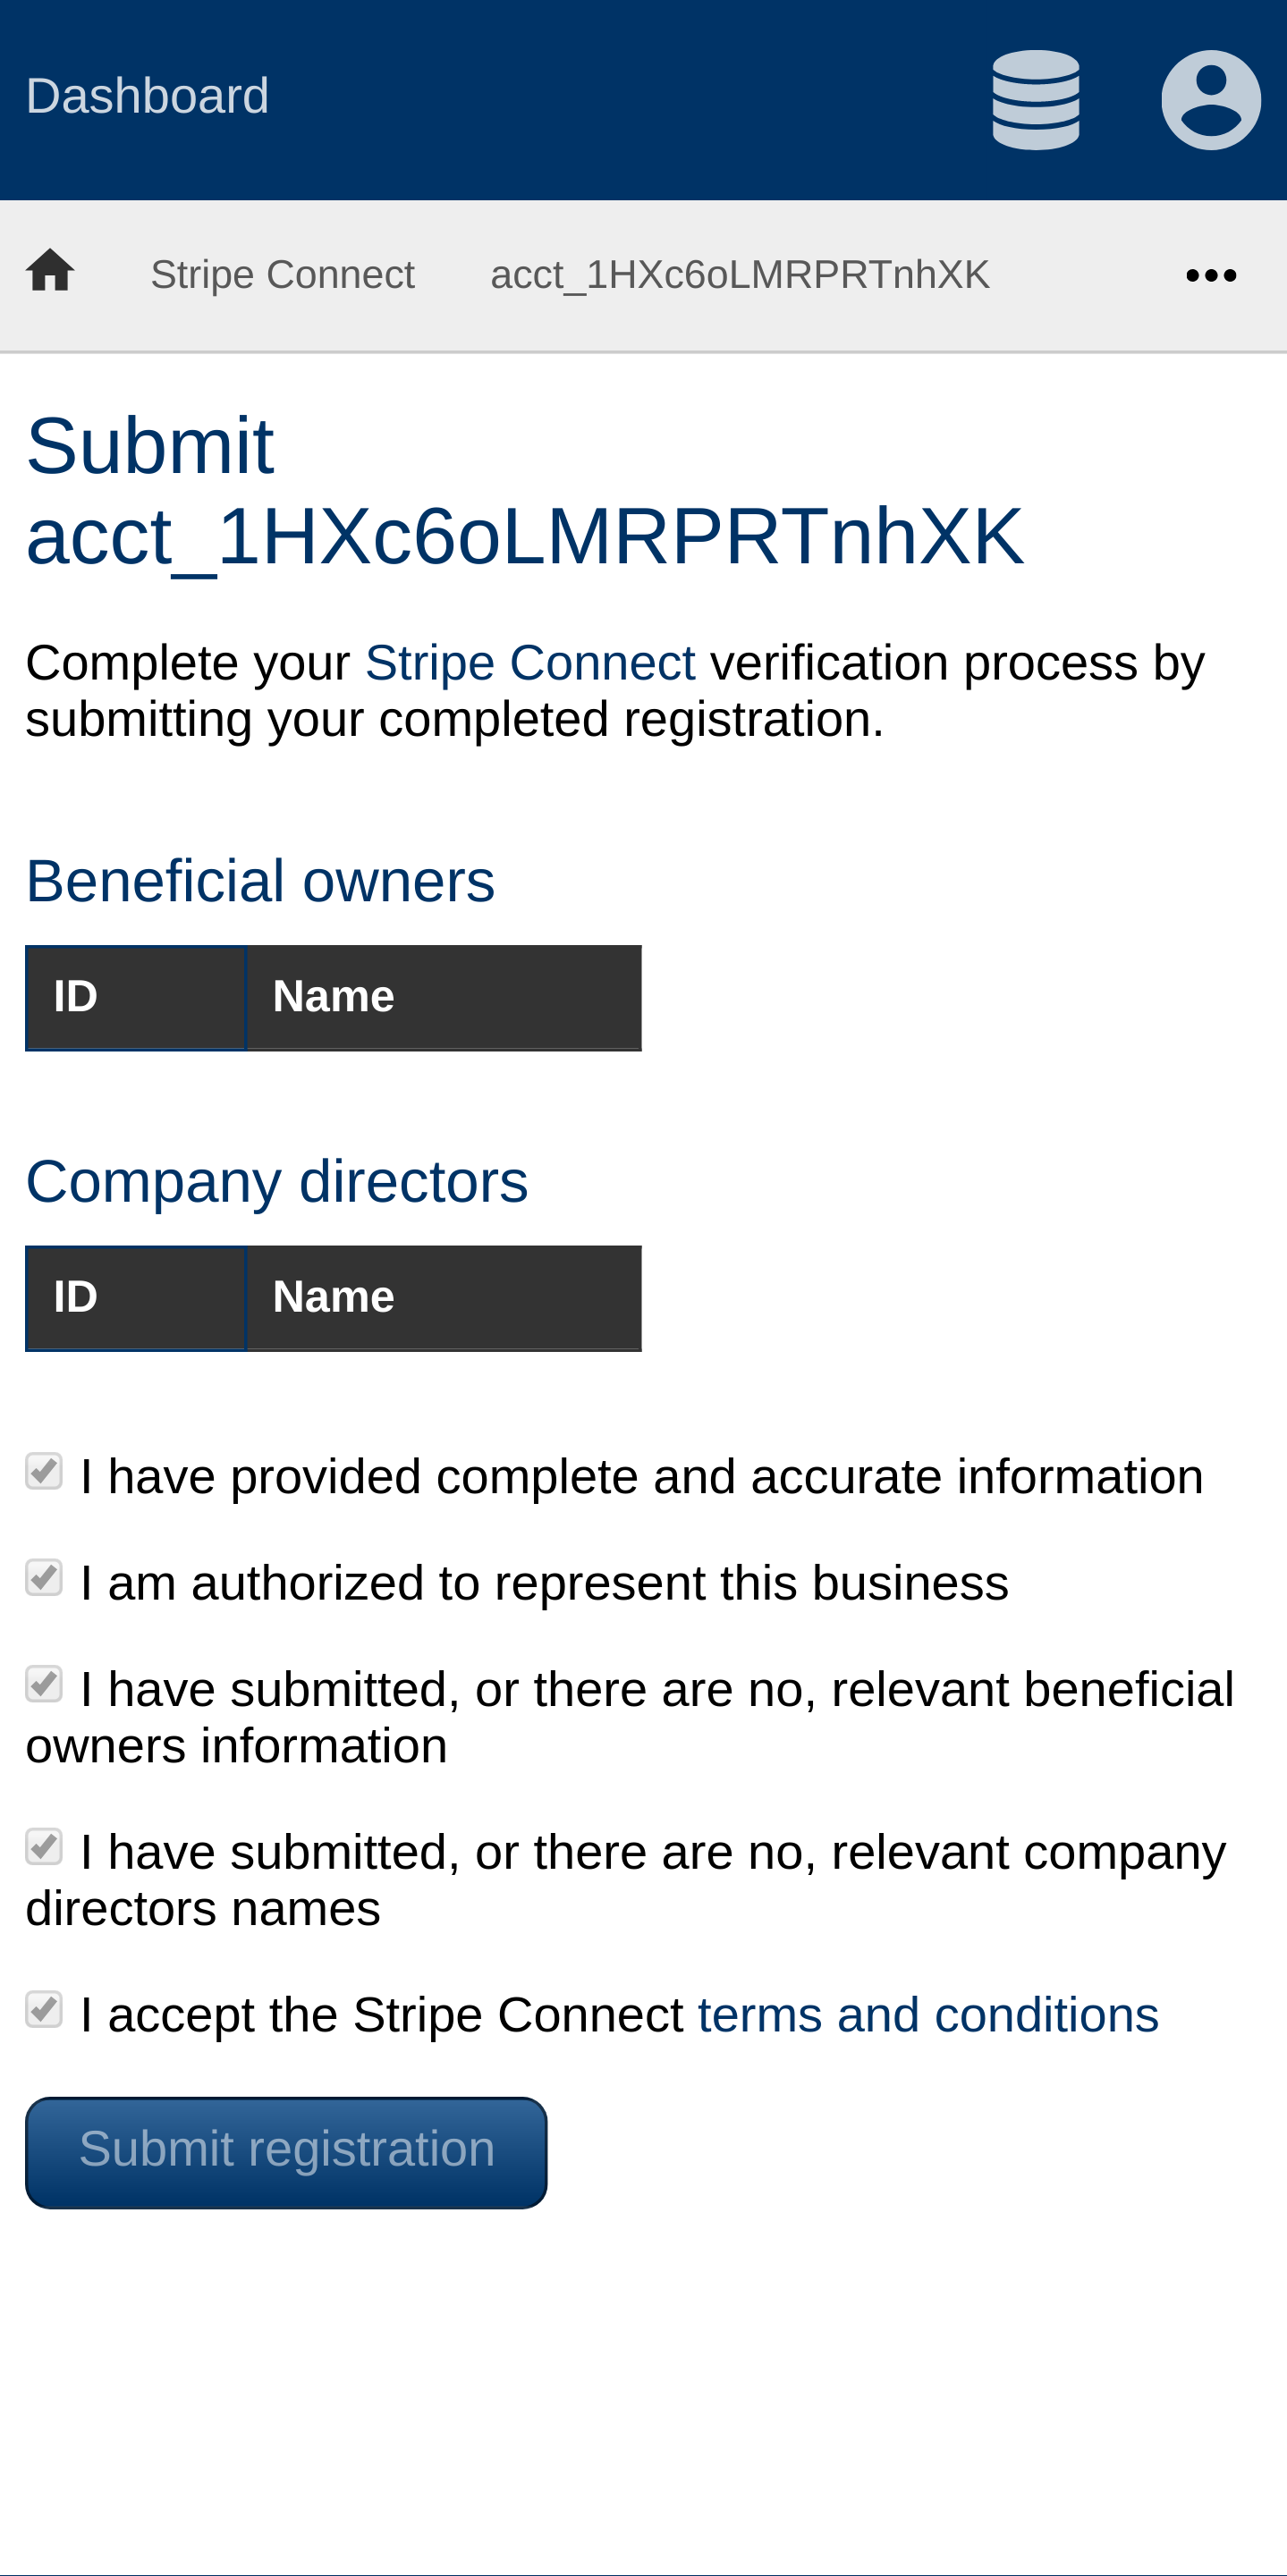 Dashboard
Stripe Connect acct_1HXc6oLMRPRTnhXK
Submit
acct_1HXc6oLMRPRTnhXK
Complete your Stripe Connect verification process by
submitting your completed registration.
Beneficial owners
ID Name
Company directors
ID Name
I have provided complete and accurate information
I am authorized to represent this business
I have submitted, or there are no, relevant beneficial
owners information
I have submitted, or there are no, relevant company
directors names
I accept the Stripe Connect terms and conditions
Submit registration